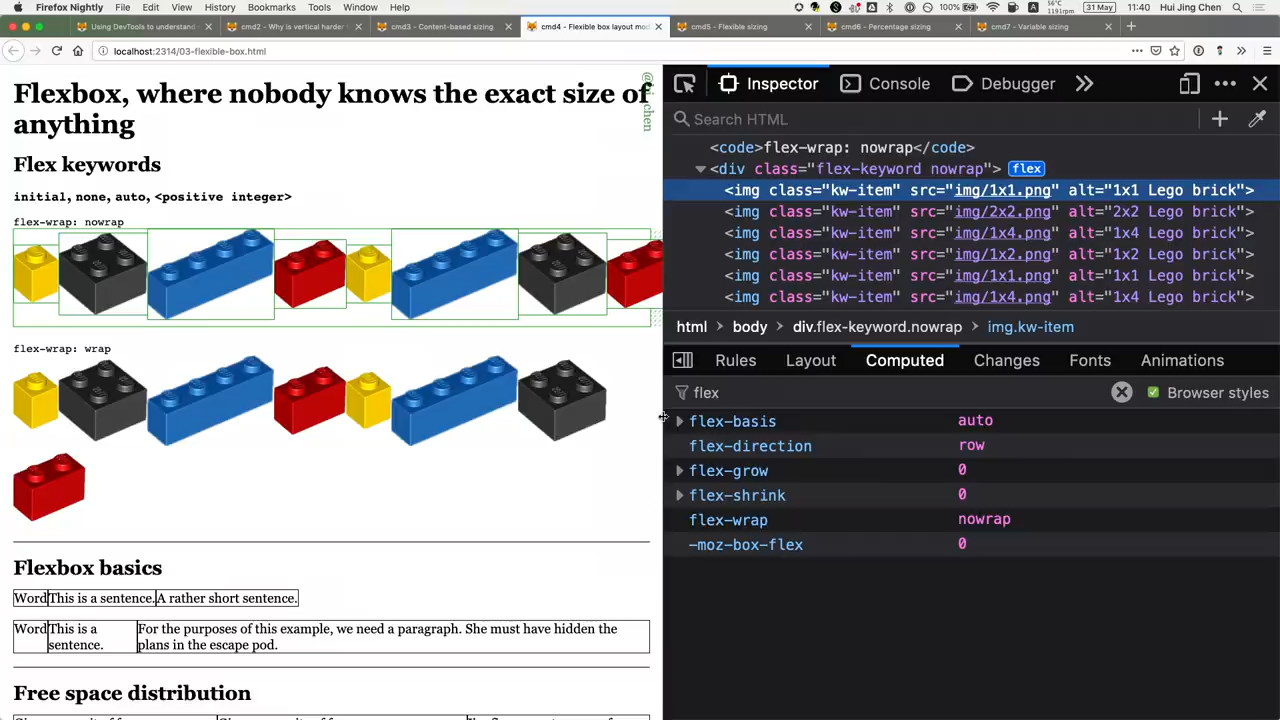 Firefox Nightly File Edit View History Bookmarks Tools Window Help
100% 56°C 1191rpm 31 May 11:40 Hui Jing Chen
Using DevTools to understand
cmd2 - Why is vertical harder
cmd3 - Content-based sizing
cmd4 - Flexible box layout mod
cmd5 - Flexible sizing
cmd6 - Percentage sizing
cmd7 - Variable sizing
localhost:2314/03-flexible-box.html
Flexbox, where nobody knows the exact size of
anything
Flex keywords
initial, none, auto, <positive integer>
flex-wrap: nowrap
flex-wrap: wrap
Flexbox basics
Word This is a sentence. A rather short sentence.
Word This is a For the purposes of this example, we need a paragraph. She must have hidden the
sentence. plans in the escape pod.
Free space distribution
Inspector Console Debugger
Search HTML
<code>flex-wrap: nowrap</code>
<div class="flex-keyword nowrap"> flex
<img class="kw-item" src="img/1x1.png" alt="1x1 Lego brick">
<img class="kw-item" src="img/2x2.png" alt="2x2 Lego brick">
<img class="kw-item" src="img/1x4.png" alt="1x4 Lego brick">
<img class="kw-item" src="img/1x2.png" alt="1x2 Lego brick">
<img class="kw-item" src="img/1x1.png" alt="1x1 Lego brick">
<img class="kw-item" src="img/1x4.png" alt="1x4 Lego brick">
html body div.flex-keyword.nowrap img.kw-item
Rules Layout Computed Changes Fonts Animations
flex Browser styles
flex-basis auto
flex-direction row
flex-grow 0
flex-shrink 0
flex-wrap nowrap
-moz-box-flex 0